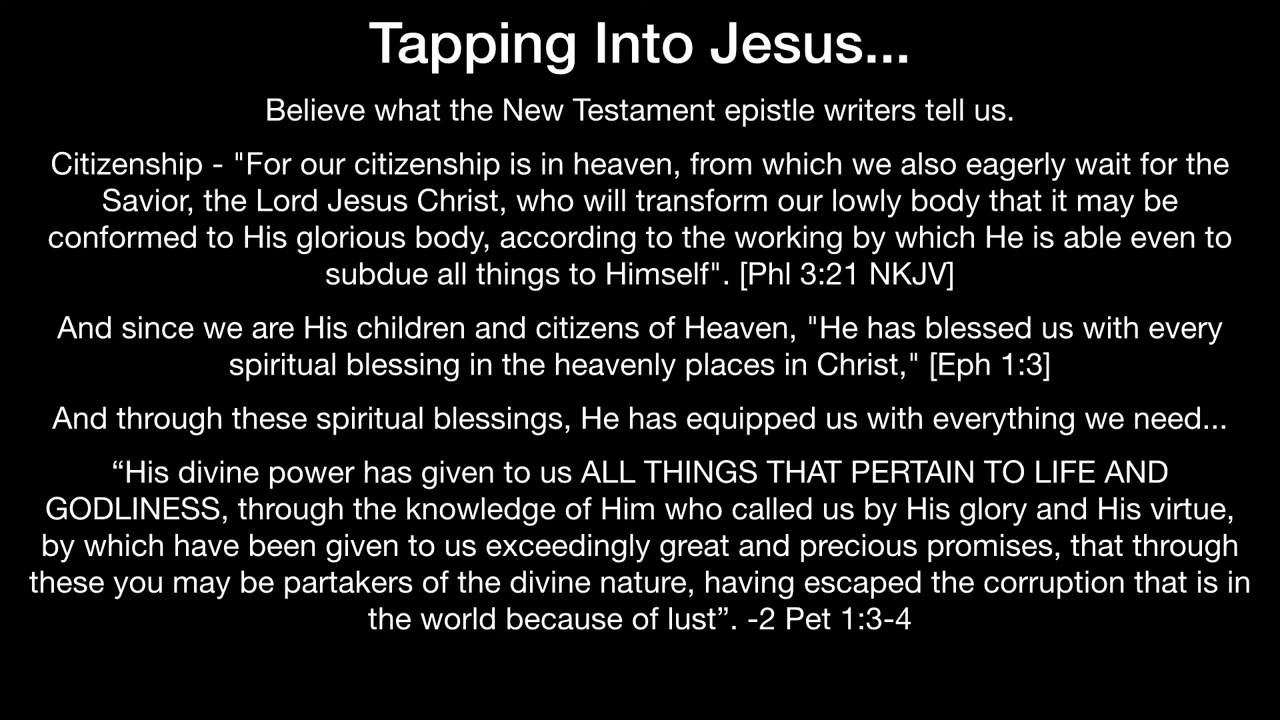 Tapping Into Jesus...
Believe what the New Testament epistle writers tell us.
Citizenship - "For our citizenship is in heaven, from which we also eagerly wait for the
Savior, the Lord Jesus Christ, who will transform our lowly body that it may be
conformed to His glorious body, according to the working by which He is able even to
subdue all things to Himself". [Phl 3:21 NKJV]
And since we are His children and citizens of Heaven, "He has blessed us with every
spiritual blessing in the heavenly places in Christ," [Eph 1:3]
And through these spiritual blessings, He has equipped us with everything we need...
“His divine power has given to us ALL THINGS THAT PERTAIN TO LIFE AND
GODLINESS, through the knowledge of Him who called us by His glory and His virtue,
by which have been given to us exceedingly great and precious promises, that through
these you may be partakers of the divine nature, having escaped the corruption that is in
the world because of lust”. -2 Pet 1:3-4